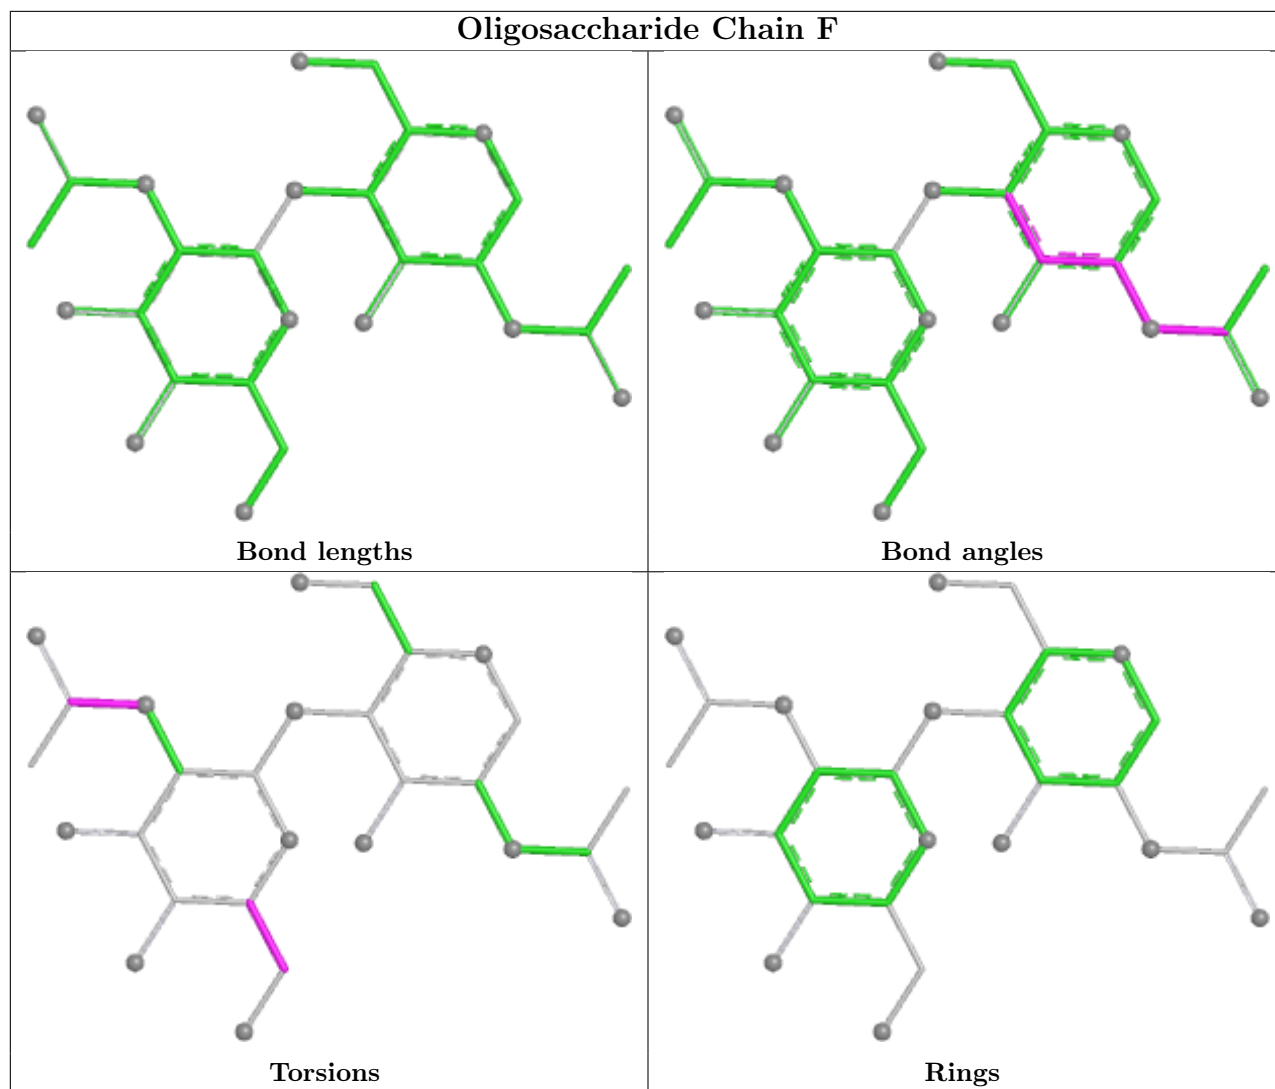 Oligosaccharide Chain F
Bond lengths
Bond angles
Torsions
Rings